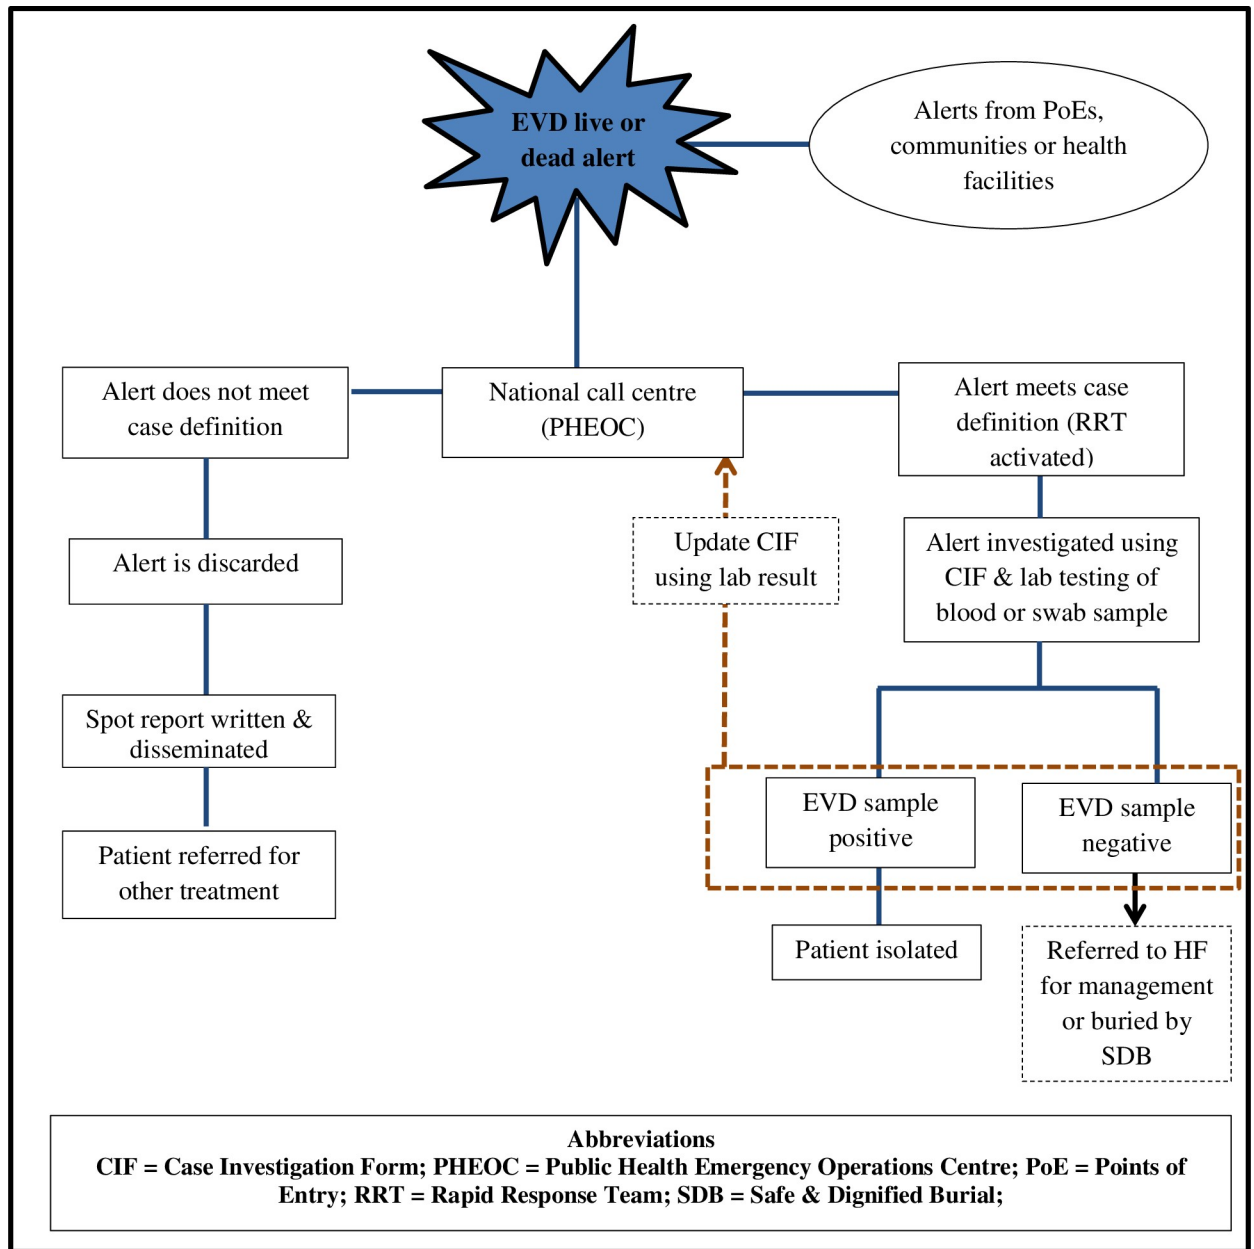 EVD live or
dead alert
Alerts from PoEs,
communities or health
facilities
Alert does not meet
case definition
National call centre
(PHEOC)
Alert meets case
definition (RRT
activated)
Alert is discarded
Update CIF
using lab result
Alert investigated using
CIF & lab testing of
blood or swab sample
Spot report written &
disseminated
EVD sample
positive
EVD sample
negative
Patient referred for
other treatment
Patient isolated
Referred to HF
for management
or buried by
SDB
Abbreviations
CIF = Case Investigation Form; PHEOC = Public Health Emergency Operations Centre; PoE = Points of
Entry; RRT = Rapid Response Team; SDB = Safe & Dignified Burial;